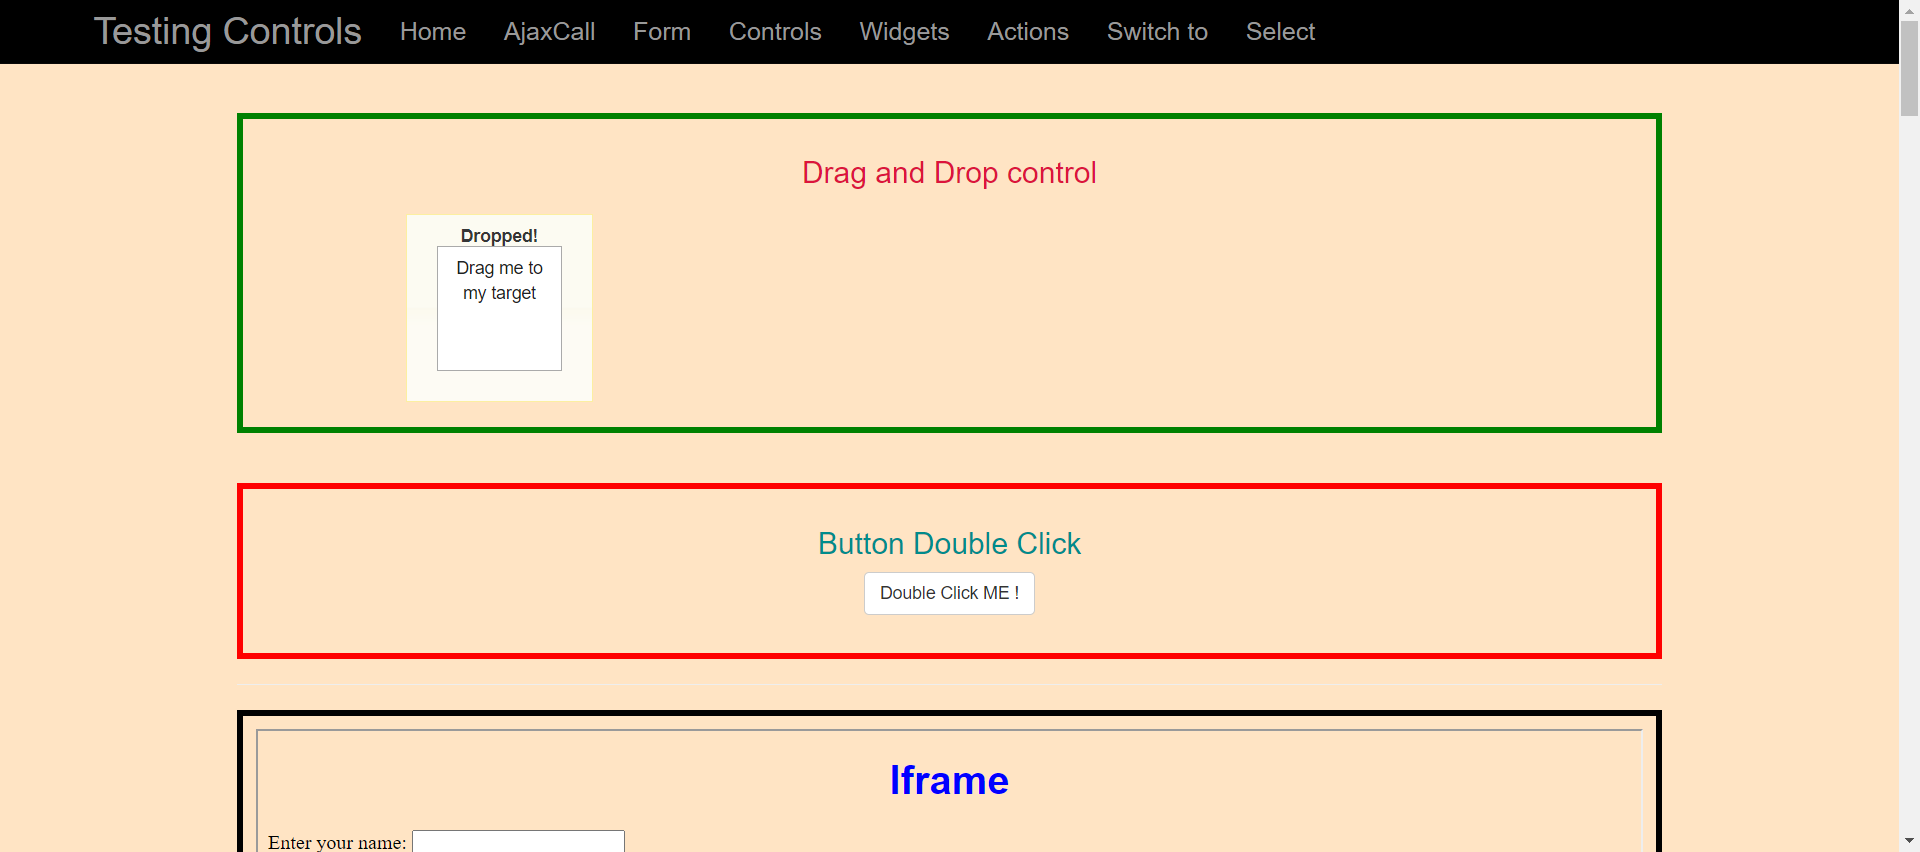 Testing Controls Home AjaxCall Form Controls Widgets Actions Switch to Select
Drag and Drop control
Dropped!
Drag me to
my target
Button Double Click
Double Click ME !
Iframe
Enter your name: